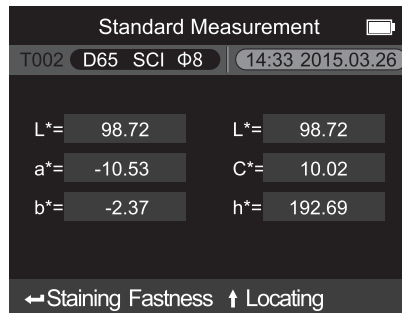 Standard Measurement
T002 D65 SCI Φ8 14:33 2015.03.26
L*= 98.72 L*= 98.72
a*= -10.53 C*= 10.02
b*= -2.37 h*= 192.69
Staining Fastness Locating